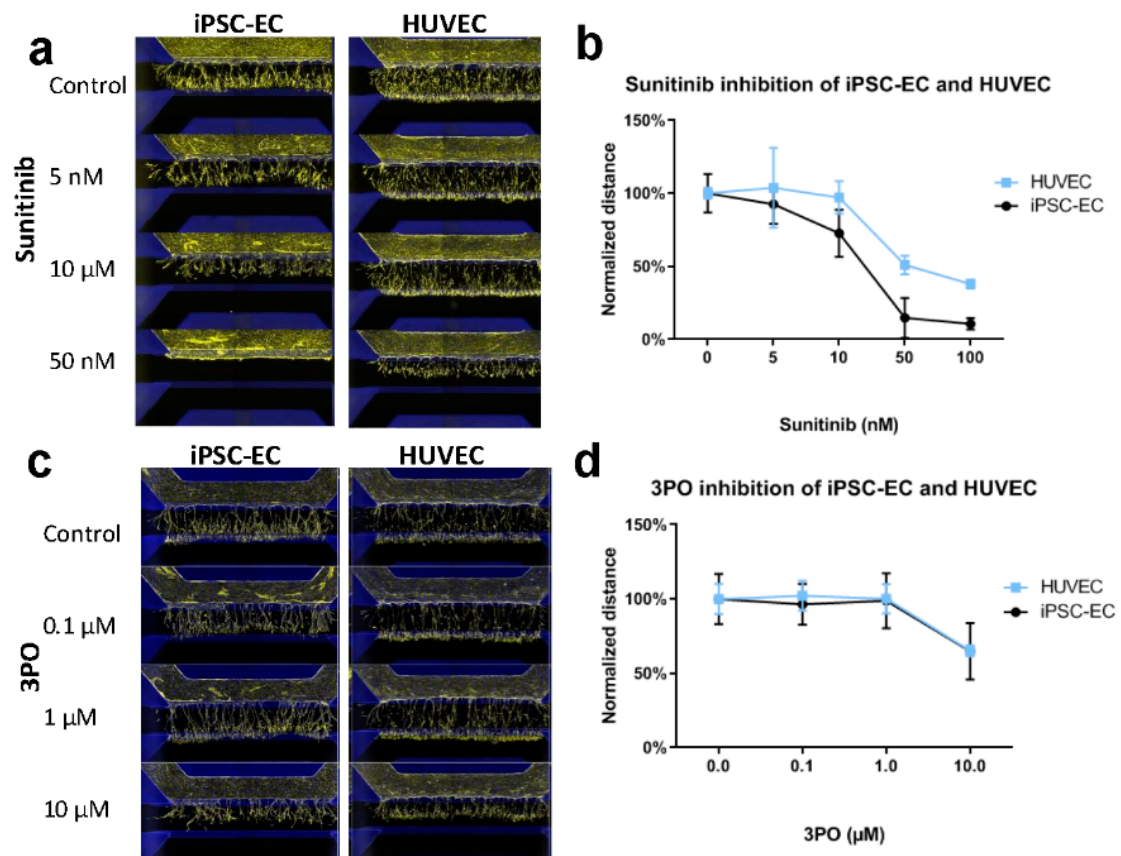 a
iPSC-EC
HUVEC
Sunitinib
Control
5 nM
10 µM
50 nM
b
Sunitinib inhibition of iPSC-EC and HUVEC
Normalized distance
150%
100%
50%
0%
0
5
10
50
100
Sunitinib (nM)
HUVEC
iPSC-EC
c
iPSC-EC
HUVEC
3PO
Control
0.1 µM
1 µM
10 µM
d
3PO inhibition of iPSC-EC and HUVEC
Normalized distance
150%
100%
50%
0%
0.0
0.1
1.0
10.0
3PO (µM)
HUVEC
iPSC-EC